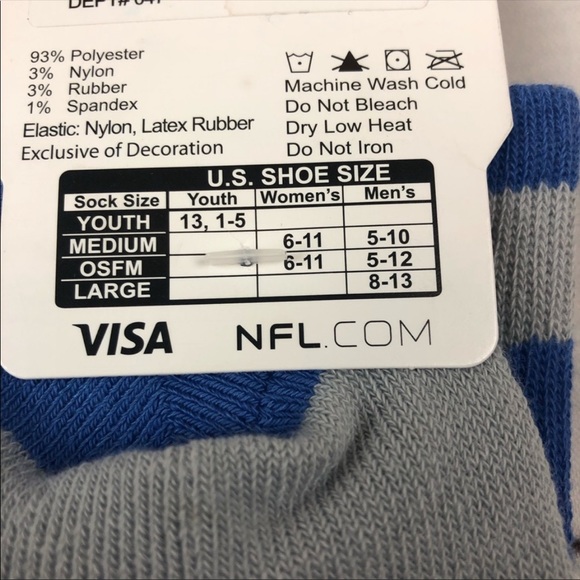 DEPT# 047
93% Polyester
3% Nylon
3% Rubber
1% Spandex
Elastic: Nylon, Latex Rubber
Exclusive of Decoration
Machine Wash Cold
Do Not Bleach
Dry Low Heat
Do Not Iron
U.S. SHOE SIZE
Sock Size Youth Women's Men's
YOUTH 13, 1-5
MEDIUM 6-11 5-10
OSFM 6-11 5-12
LARGE 8-13
VISA NFL.COM